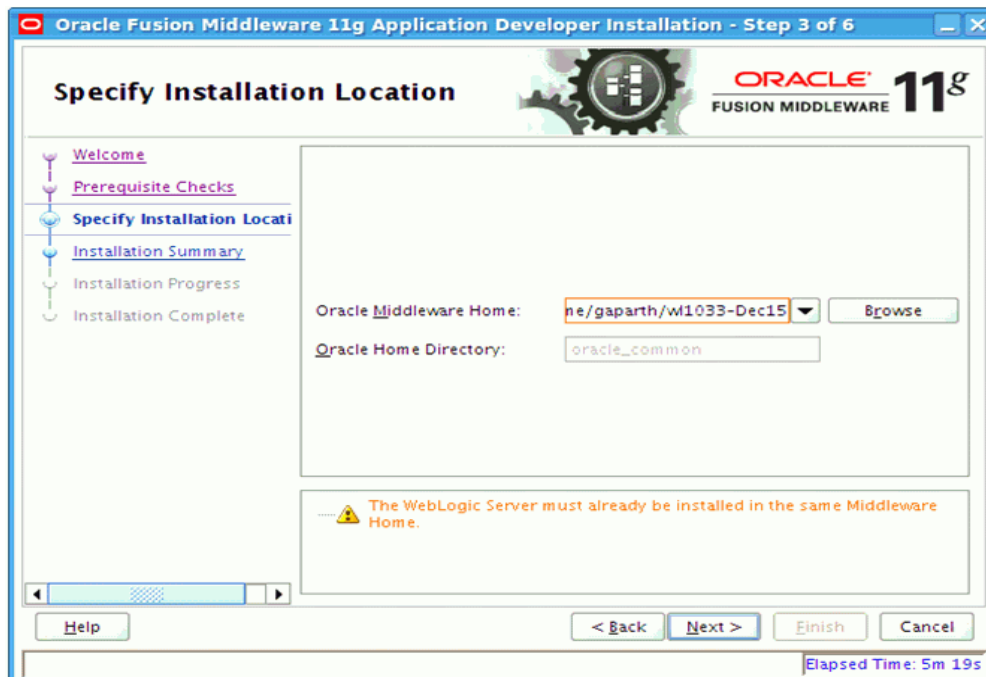 Oracle Fusion Middleware 11g Application Developer Installation - Step 3 of 6
Specify Installation Location
ORACLE
FUSION MIDDLEWARE 11g
Welcome
Prerequisite Checks
Specify Installation Locati
Installation Summary
Installation Progress
Installation Complete
Oracle Middleware Home: ne/gaparth/wl1033-Dec15 Browse
Oracle Home Directory: oracle_common
The WebLogic Server must already be installed in the same Middleware
Home.
Help < Back Next > Finish Cancel
Elapsed Time: 5m 19s